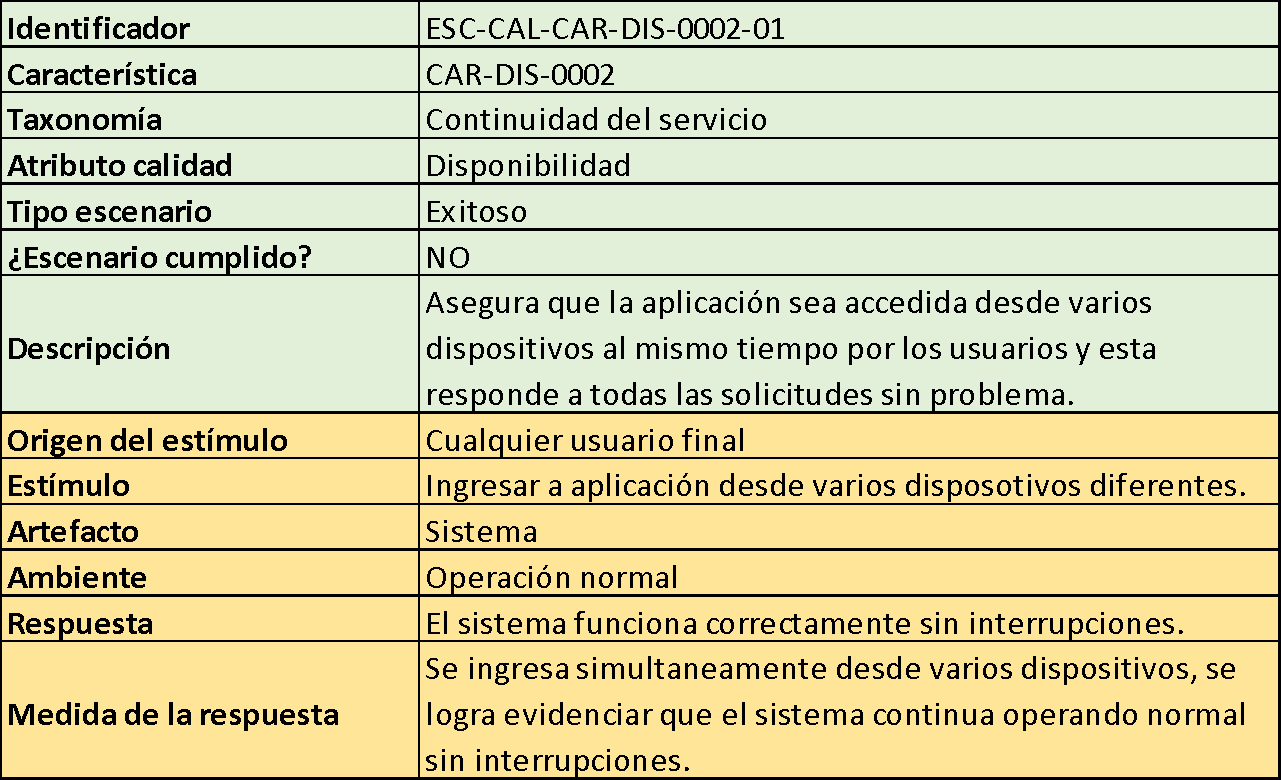 Identificador ESC-CAL-CAR-DIS-0002-01
Característica CAR-DIS-0002
Taxonomía Continuidad del servicio
Atributo calidad Disponibilidad
Tipo escenario Exitoso
¿Escenario cumplido? NO
Descripción Asegura que la aplicación sea accedida desde varios
dispositivos al mismo tiempo por los usuarios y esta
responde a todas las solicitudes sin problema.
Origen del estímulo Cualquier usuario final
Estímulo Ingresar a aplicación desde varios disposotivos diferentes.
Artefacto Sistema
Ambiente Operación normal
Respuesta El sistema funciona correctamente sin interrupciones.
Medida de la respuesta Se ingresa simultaneamente desde varios dispositivos, se
logra evidenciar que el sistema continua operando normal
sin interrupciones.